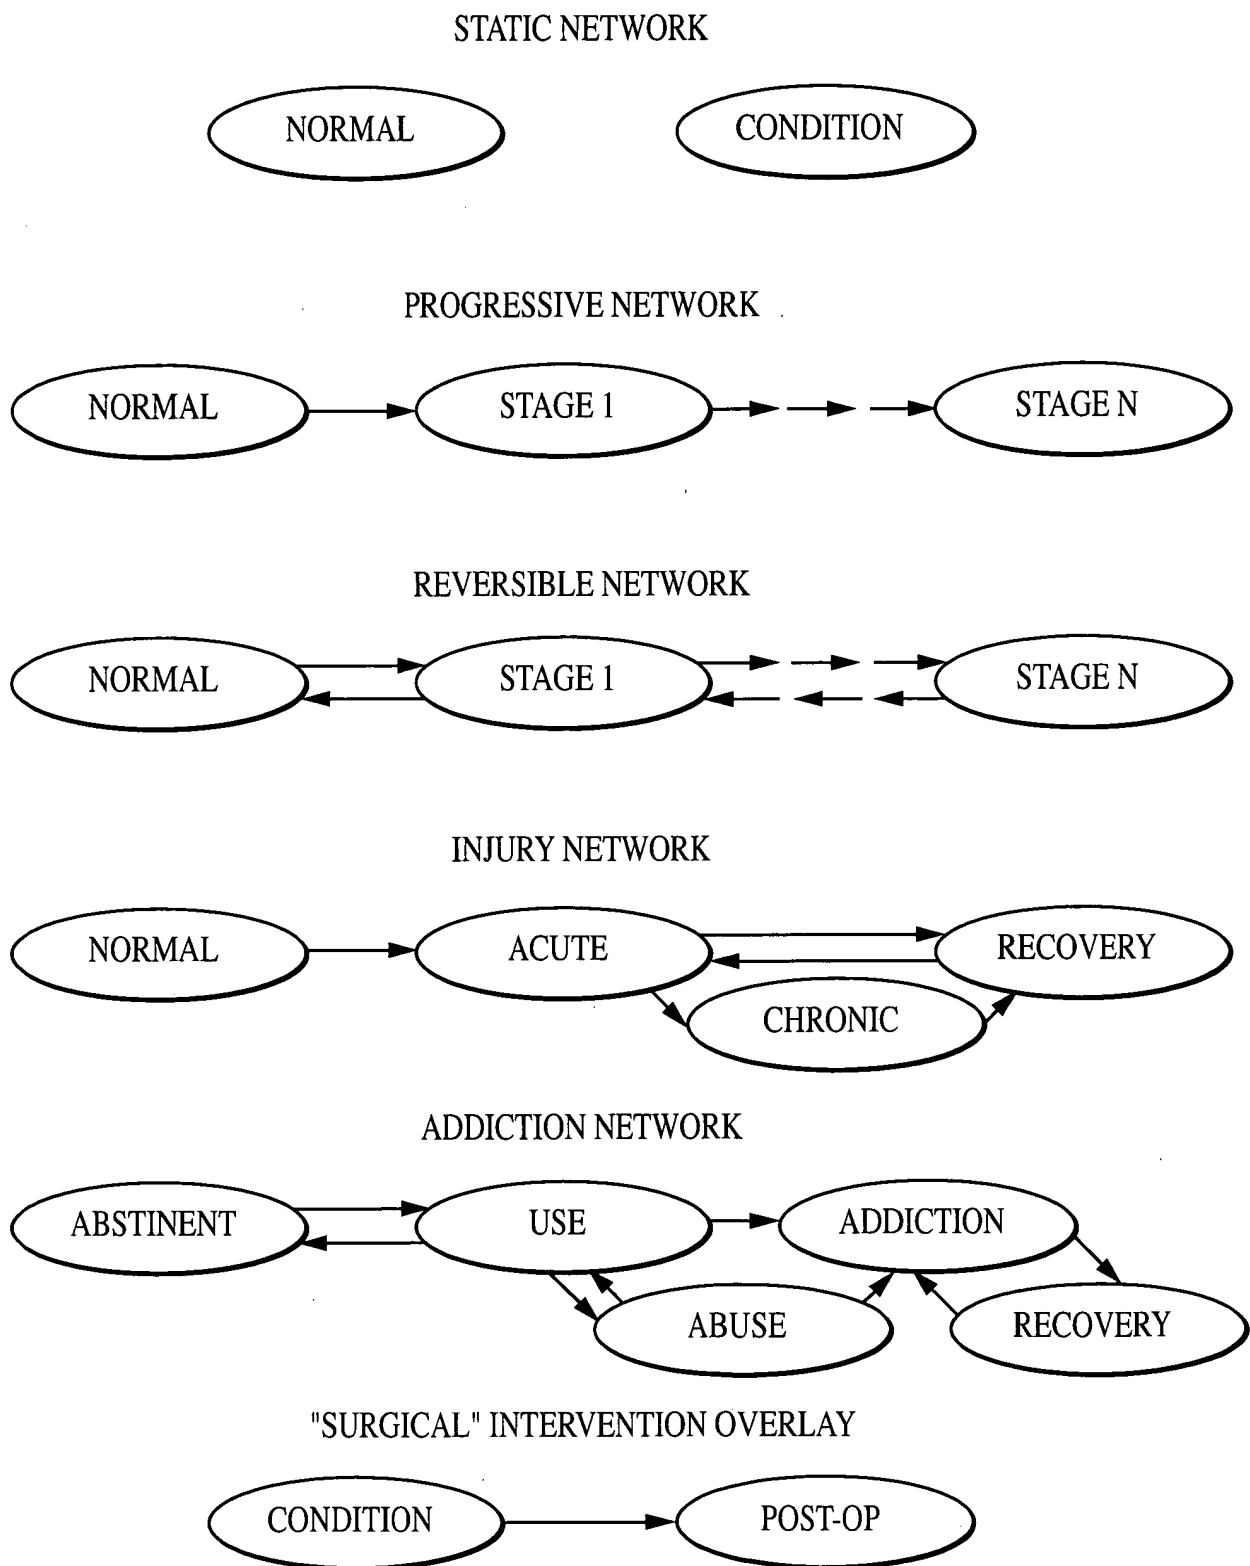 STATIC NETWORK
NORMAL CONDITION
PROGRESSIVE NETWORK
NORMAL STAGE 1 STAGE N
REVERSIBLE NETWORK
NORMAL STAGE 1 STAGE N
INJURY NETWORK
NORMAL ACUTE RECOVERY
CHRONIC
ADDICTION NETWORK
ABSTINENT USE ADDICTION
ABUSE RECOVERY
"SURGICAL" INTERVENTION OVERLAY
CONDITION POST-OP